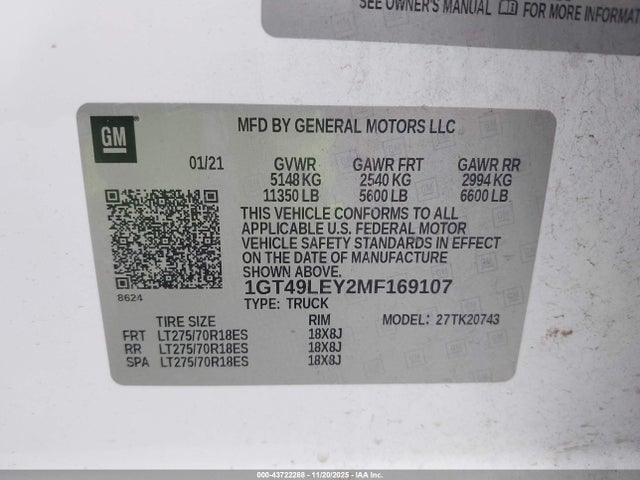 SEE OWNER'S MANUAL FOR MORE INFORMAT
GM
MFD BY GENERAL MOTORS LLC
01/21 GVWR GAWR FRT GAWR RR
5148 KG 2540 KG 2994 KG
11350 LB 5600 LB 6600 LB
THIS VEHICLE CONFORMS TO ALL
APPLICABLE U.S. FEDERAL MOTOR
VEHICLE SAFETY STANDARDS IN EFFECT
ON THE DATE OF MANUFACTURE
SHOWN ABOVE.
8624
1GT49LEY2MF169107
TYPE: TRUCK
TIRE SIZE RIM MODEL: 27TK20743
FRT LT275/70R18ES 18X8J
RR LT275/70R18ES 18X8J
SPA LT275/70R18ES 18X8J
000-43722268 - 11/20/2025 - IAAI.COM